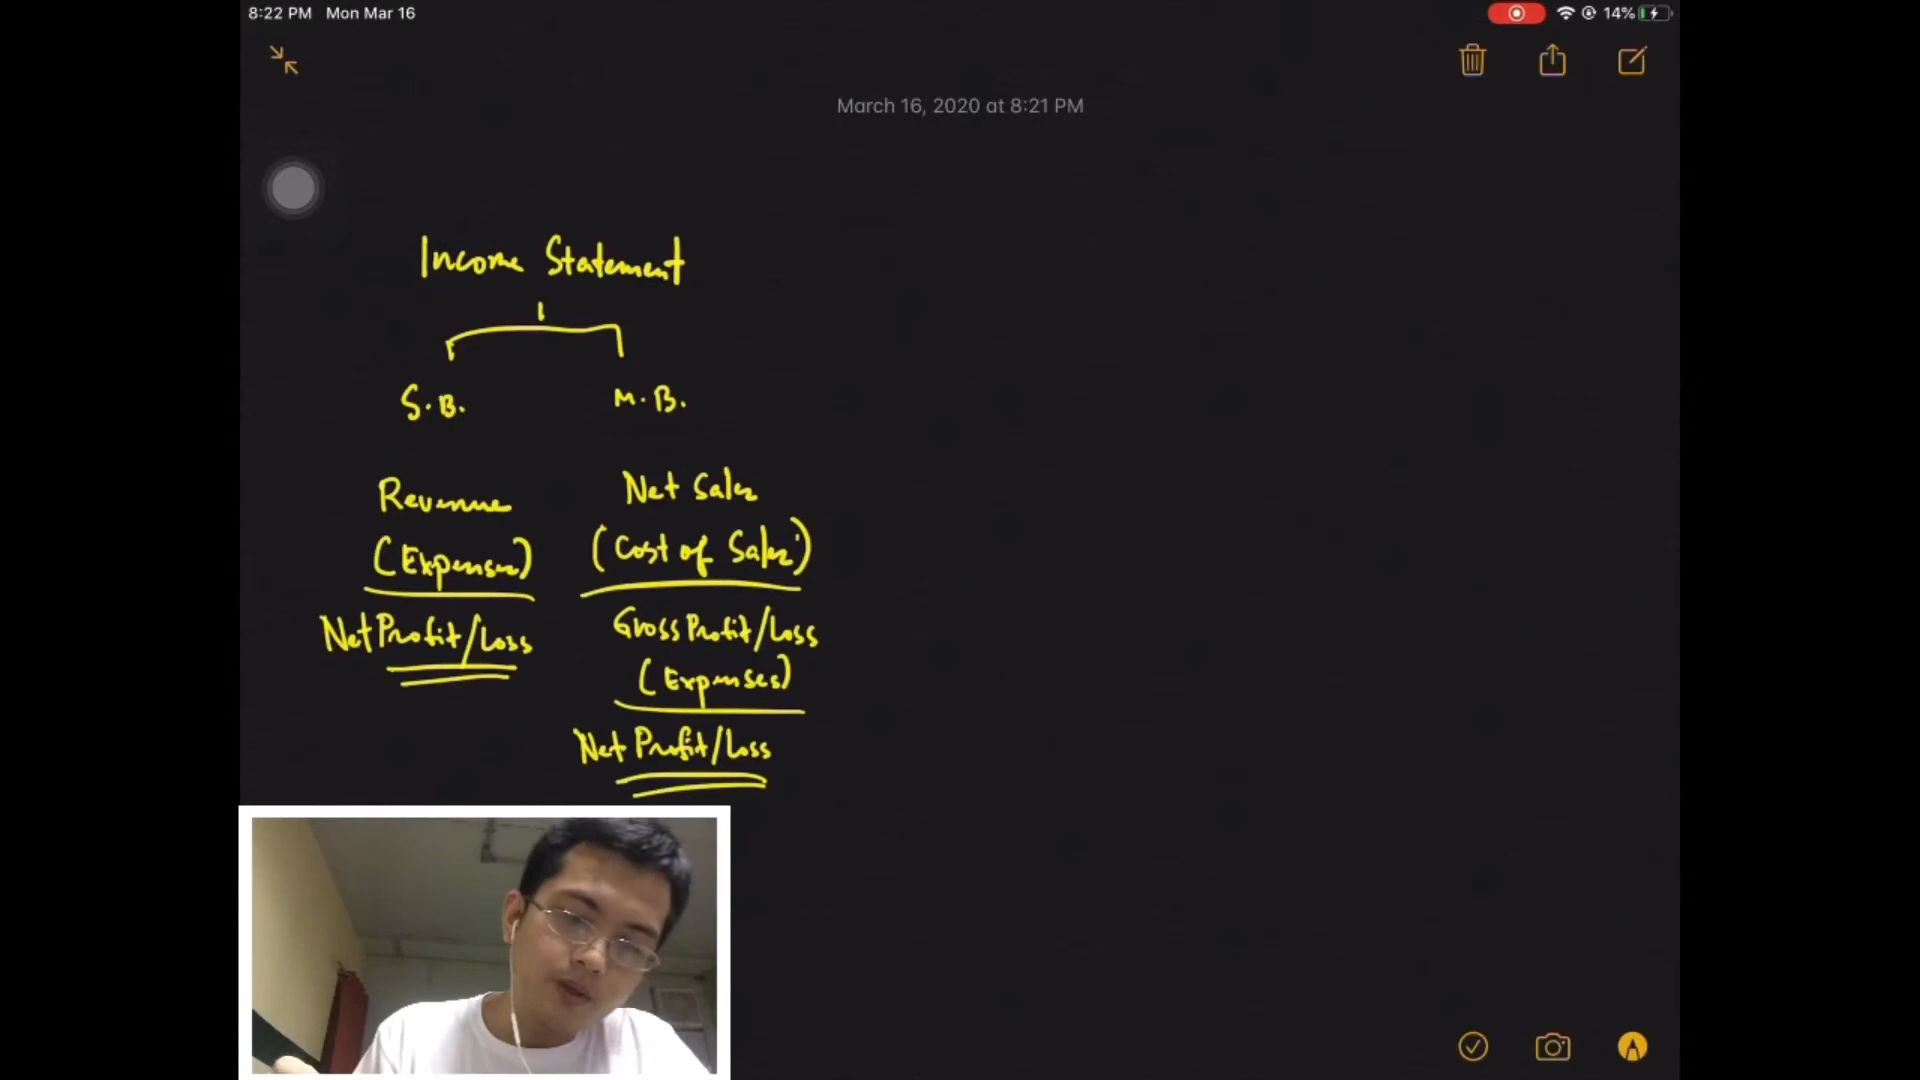 8:22 PM Mon Mar 16
14%
March 16, 2020 at 8:21 PM
Income Statement
S.B.
M.B.
Revenue
(Expenses)
Net Profit/Loss
Net Sales
(Cost of Sales)
Gross Profit/Loss
(Expenses)
Net Profit/Loss